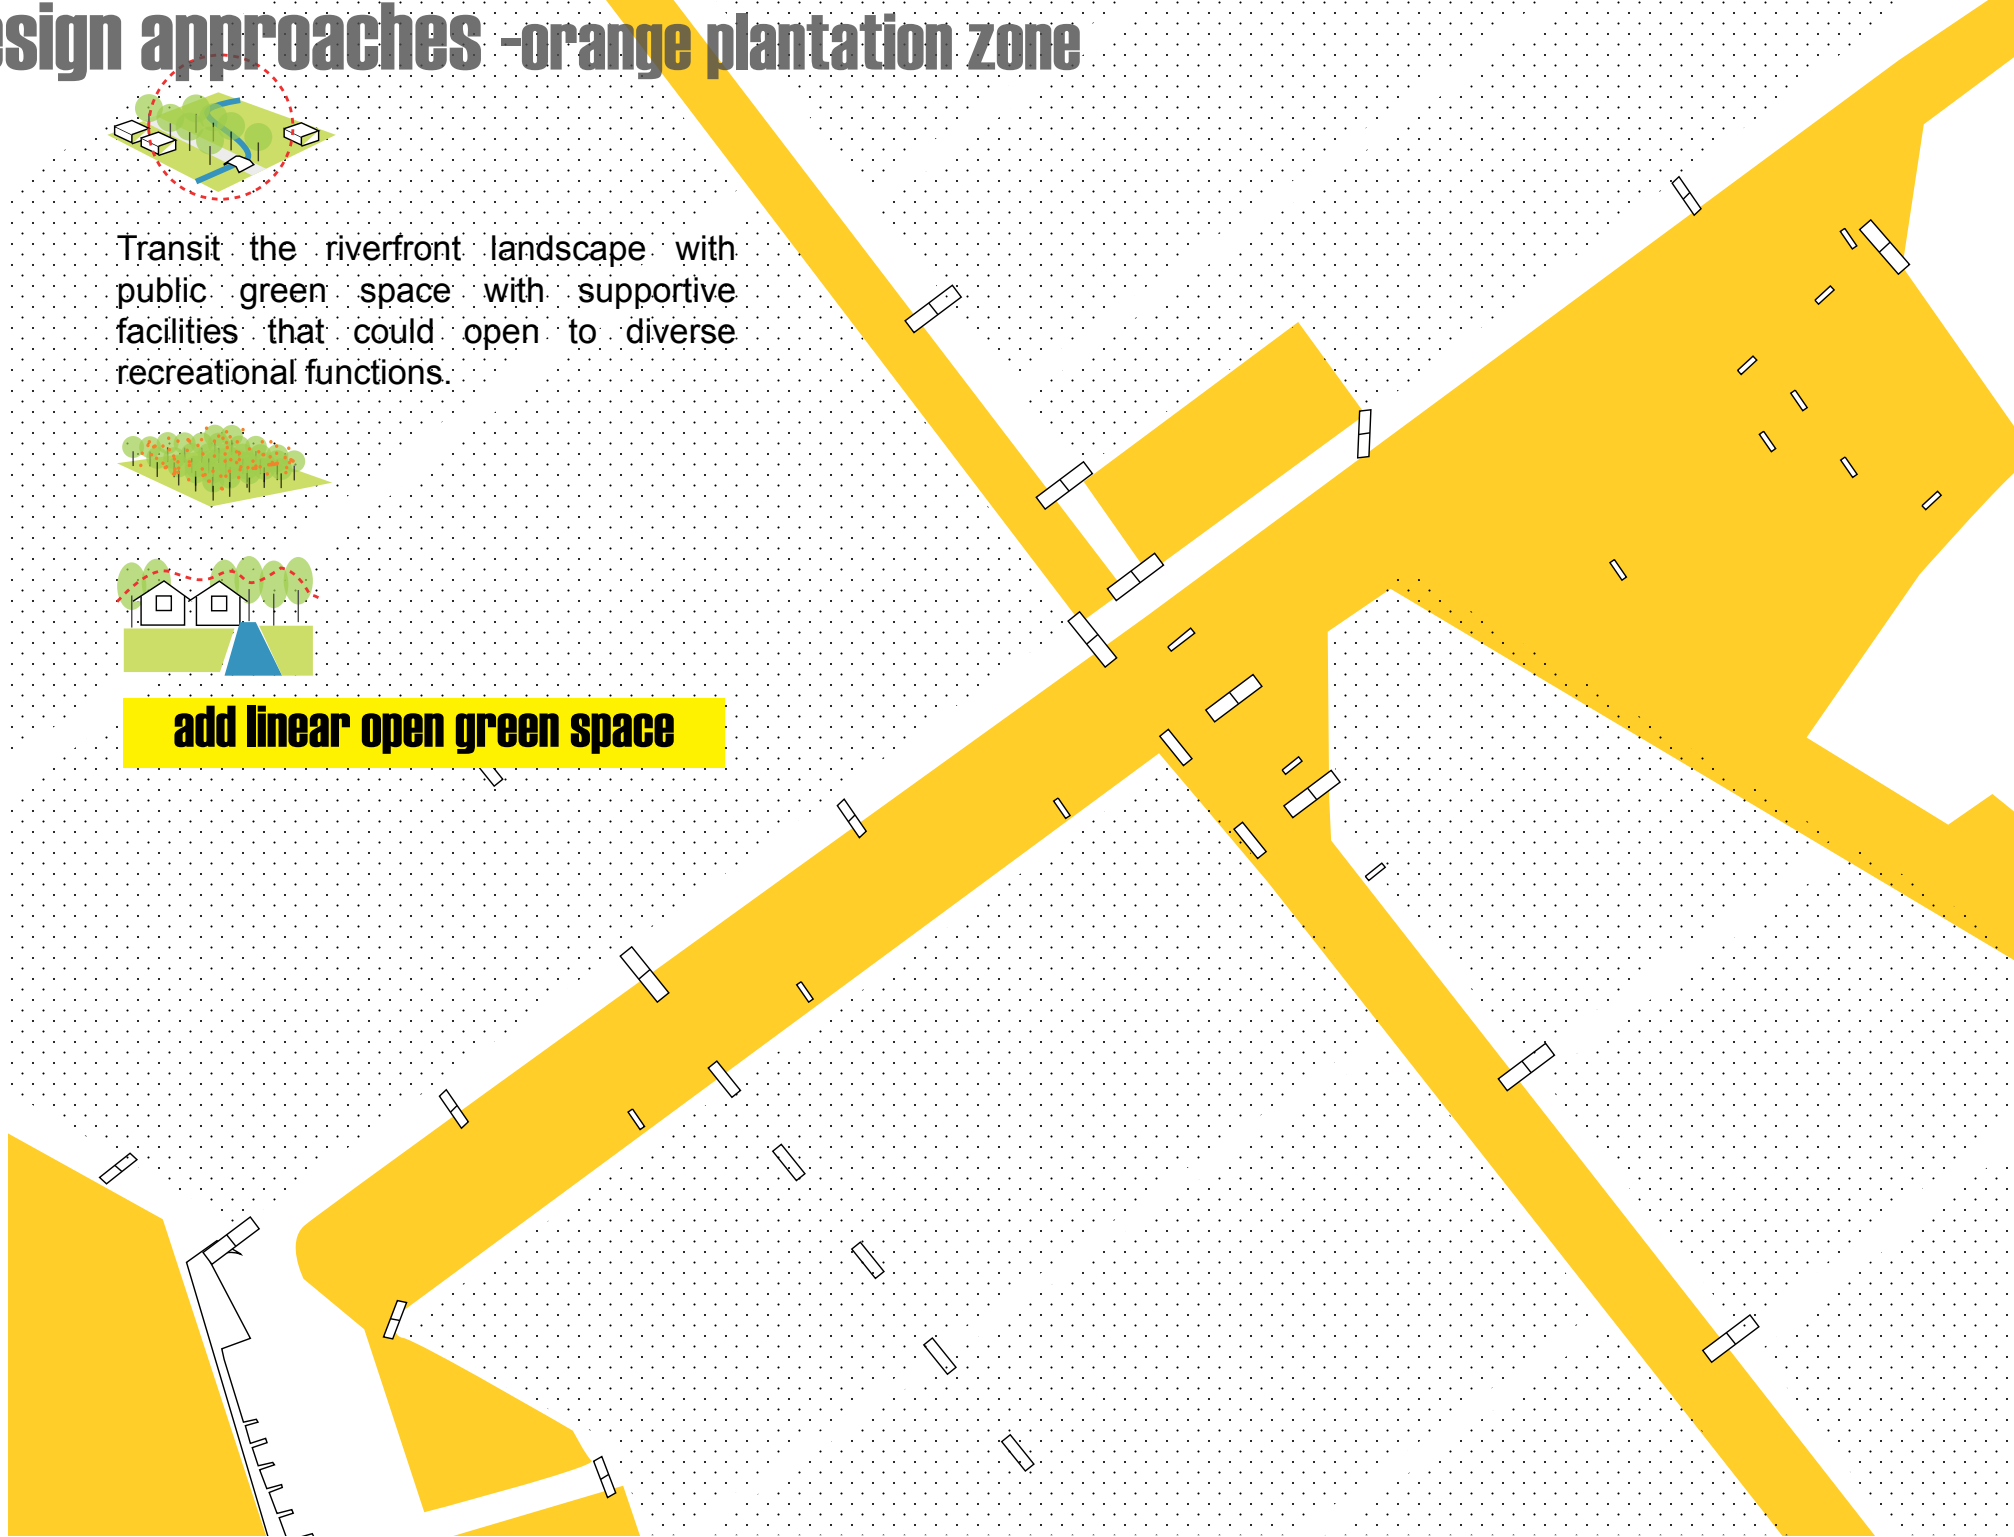 esign approaches -orange plantation zone
Transit the riverfront landscape with
public green space with supportive
facilities that could open to diverse
recreational functions.
add linear open green space